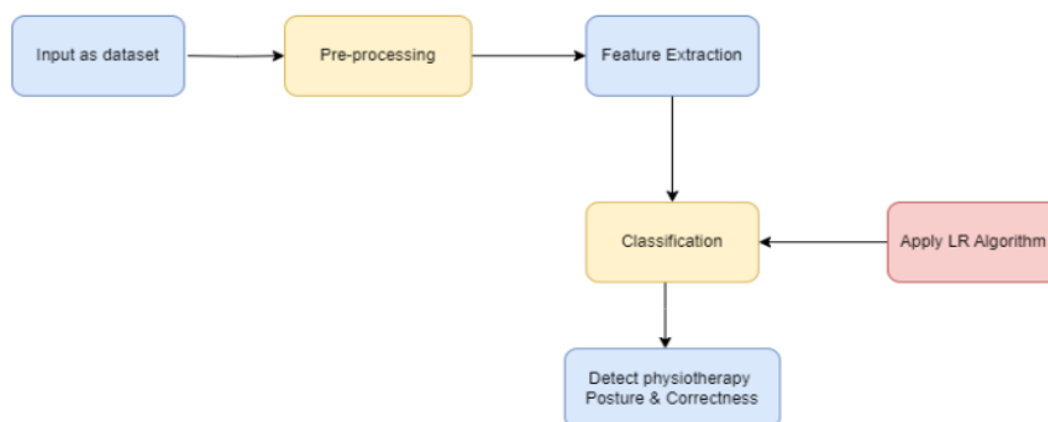 Input as dataset
Pre-processing
Feature Extraction
Classification
Apply LR Algorithm
Detect physiotherapy
Posture & Correctness